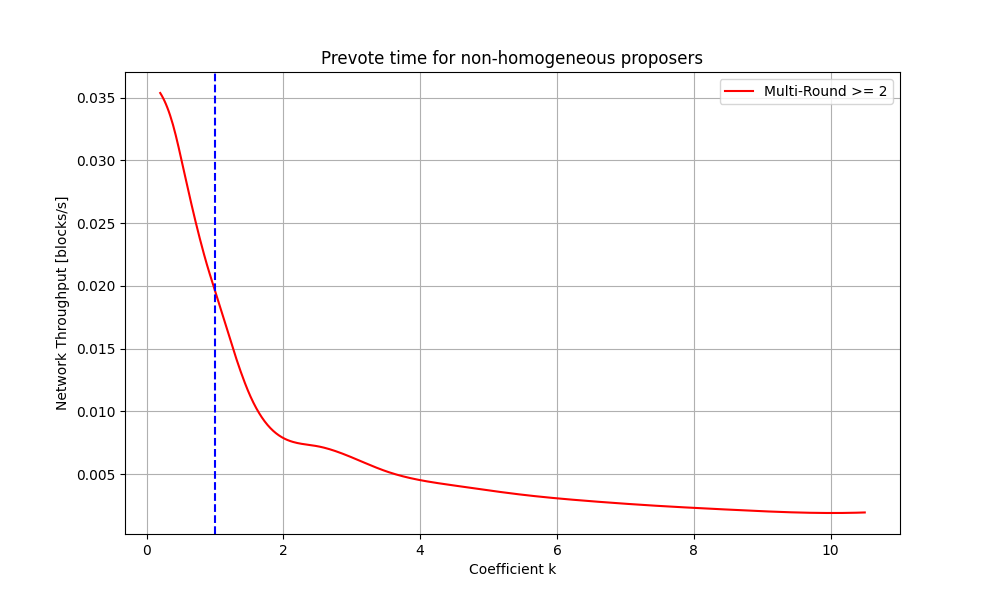 Prevote time for non-homogeneous proposers
Multi-Round >= 2
Network Throughput [blocks/s]
0.035
0.030
0.025
0.020
0.015
0.010
0.005
0 2 4 6 8 10
Coefficient k